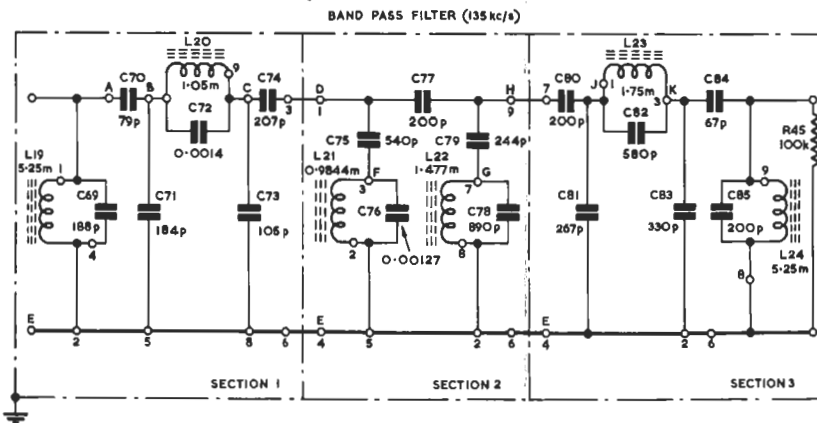 BAND PASS FILTER (135kc/s)
L20
9
1·05m
C70
A
B
79p
C72
0·0014
C
C74
3
207p
L19
5·25m
1
C69
188p
4
C71
184p
C73
105p
E
2
5
8
6
SECTION 1
D
1
C77
200p
H
9
C75
540p
C79
244p
L21
0·9844m
F
3
C76
2
0·00127
L22
1·477m
G
7
C78
890p
8
E
4
5
2
6
SECTION 2
7
C80
200p
L23
J
1
1·75m
3
K
C82
580p
C84
67p
R45
100k
C81
267p
C83
330p
C85
200p
9
L24
5·25m
8
E
4
2
6
SECTION 3